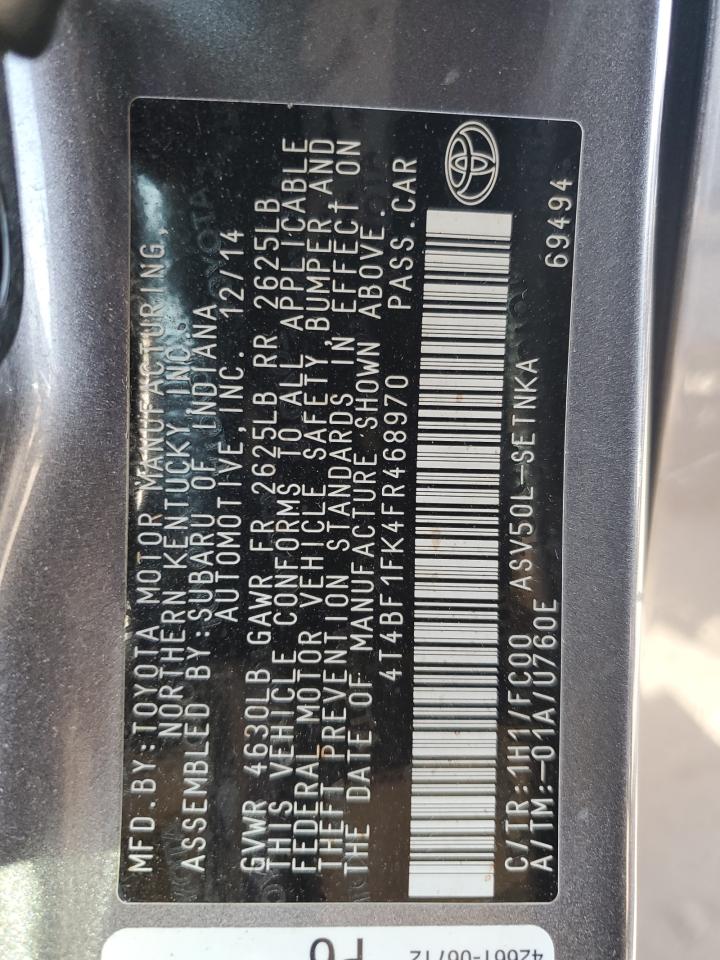 MFD.BY:TOYOTA MOTOR MANUFACTURING,
NORTHERN KENTUCKY INC.&
ASSEMBLED BY:SUBARU OF INDIANA
AUTOMOTIVE,INC. 12/14
GVWR 4630LB GAWR FR 2625LB RR 2625LB
THIS VEHICLE CONFORMS TO ALL APPLICABLE
FEDERAL MOTOR VEHICLE SAFETY,BUMPER,AND
THEFT PREVENTION STANDARDS IN EFFECT ON
THE DATE OF MANUFACTURE SHOWN ABOVE.
4T4BF1FK4FR468970 PASS.CAR
C/TR:1H1/FC00 ASV50L-SETNKA
A/TM:-01A/U760E 69494
42661-06712